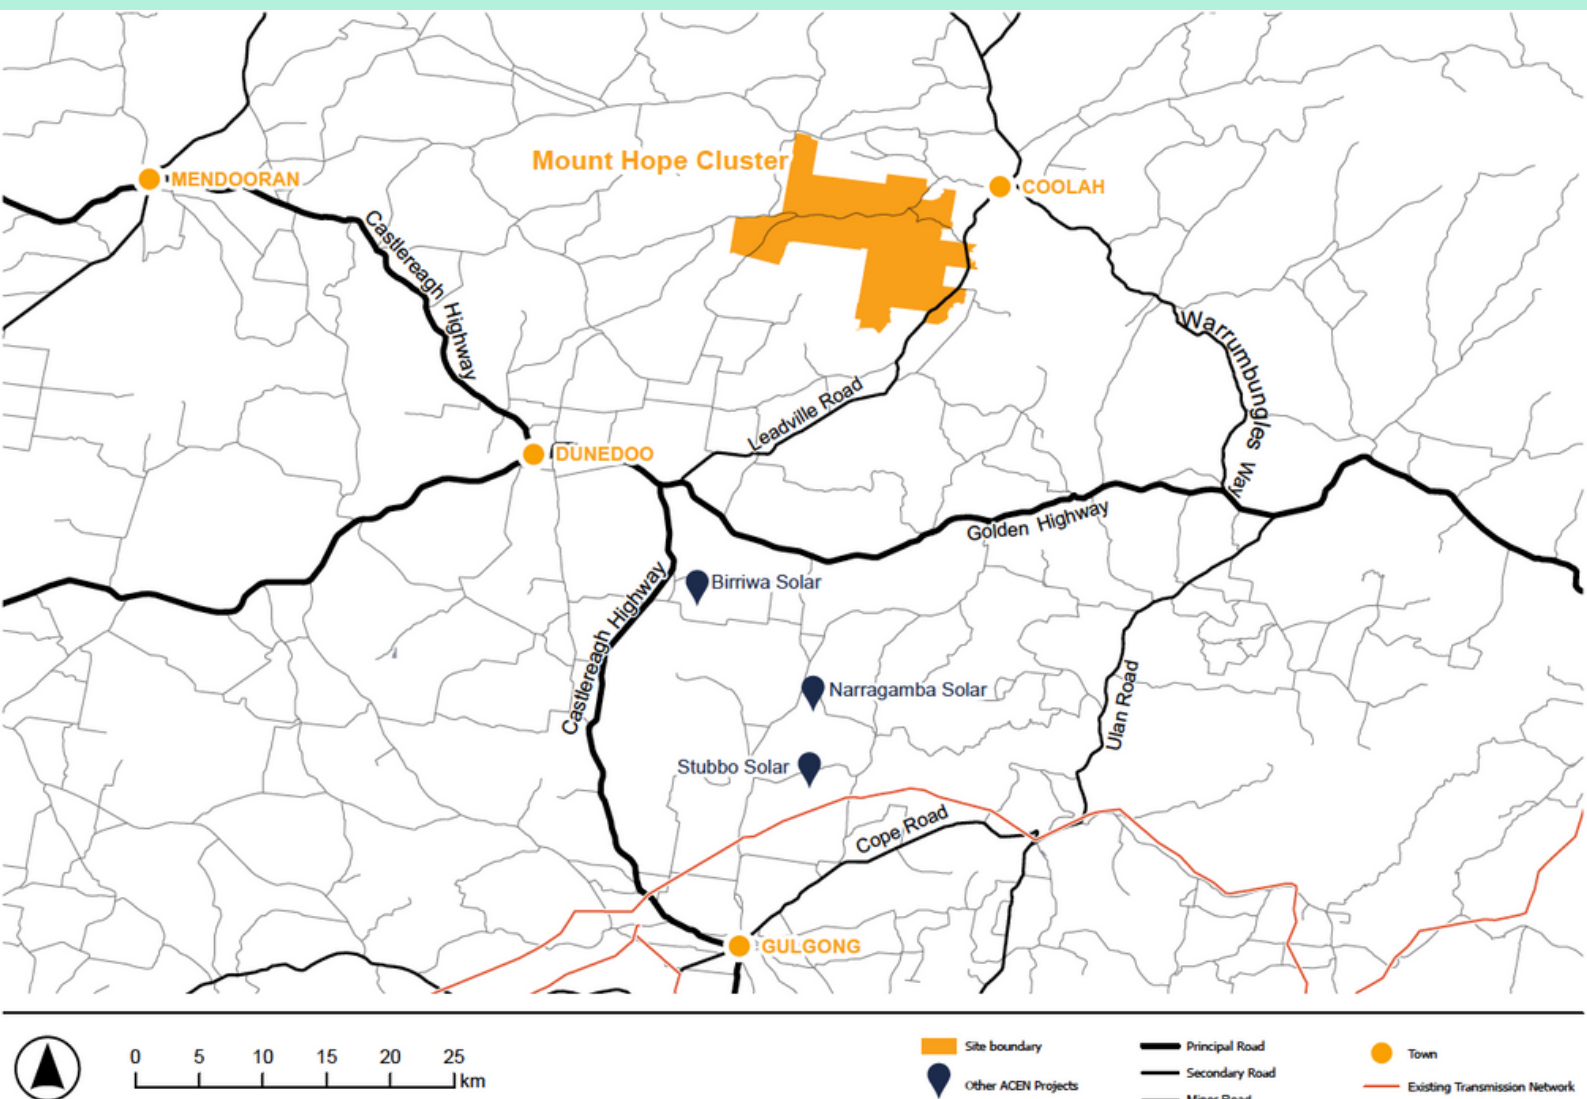 Mount Hope Cluster
MENDOORAN
COOLAH
Castlereagh Highway
Warrumbungles Way
Leadville Road
DUNEDOO
Golden Highway
Birriwa Solar
Castlereagh Highway
Narragamba Solar
Ulan Road
Stubbo Solar
Cope Road
GULGONG
0 5 10 15 20 25
km
Site boundary
Other ACEN Projects
Principal Road
Secondary Road
Minor Road
Town
Existing Transmission Network